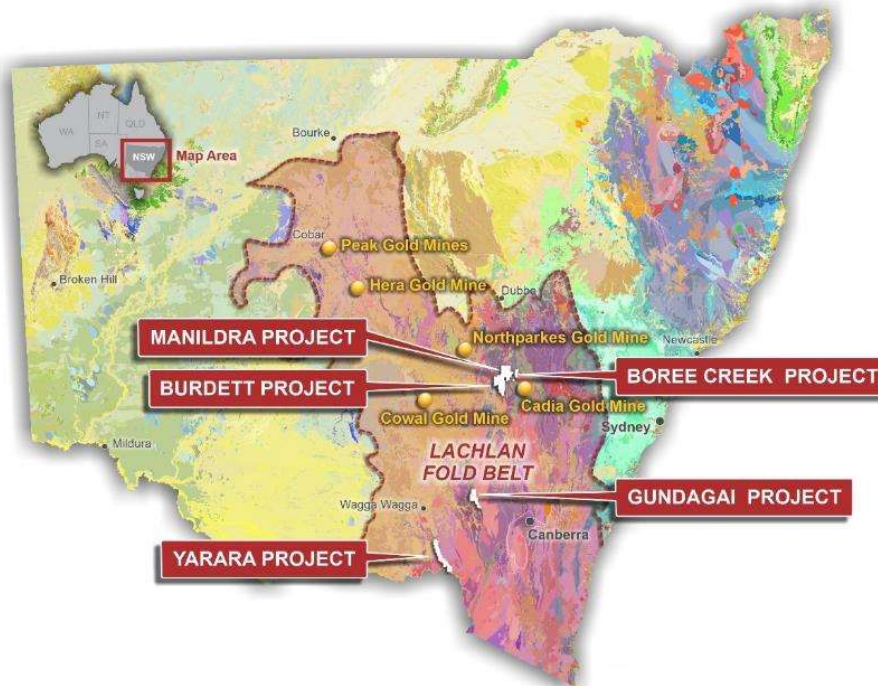 WA
NT
QLD
SA
NSW
Map Area
Bourke
Cobar
Peak Gold Mines
Broken Hill
Hera Gold Mine
Dubbo
MANILDRA PROJECT
Northparkes Gold Mine
Newcastle
BURDETT PROJECT
BOREE CREEK PROJECT
Cowal Gold Mine
Cadia Gold Mine
Sydney
Mildura
LACHLAN
FOLD BELT
Wagga Wagga
GUNDAGAI PROJECT
Canberra
YARARA PROJECT